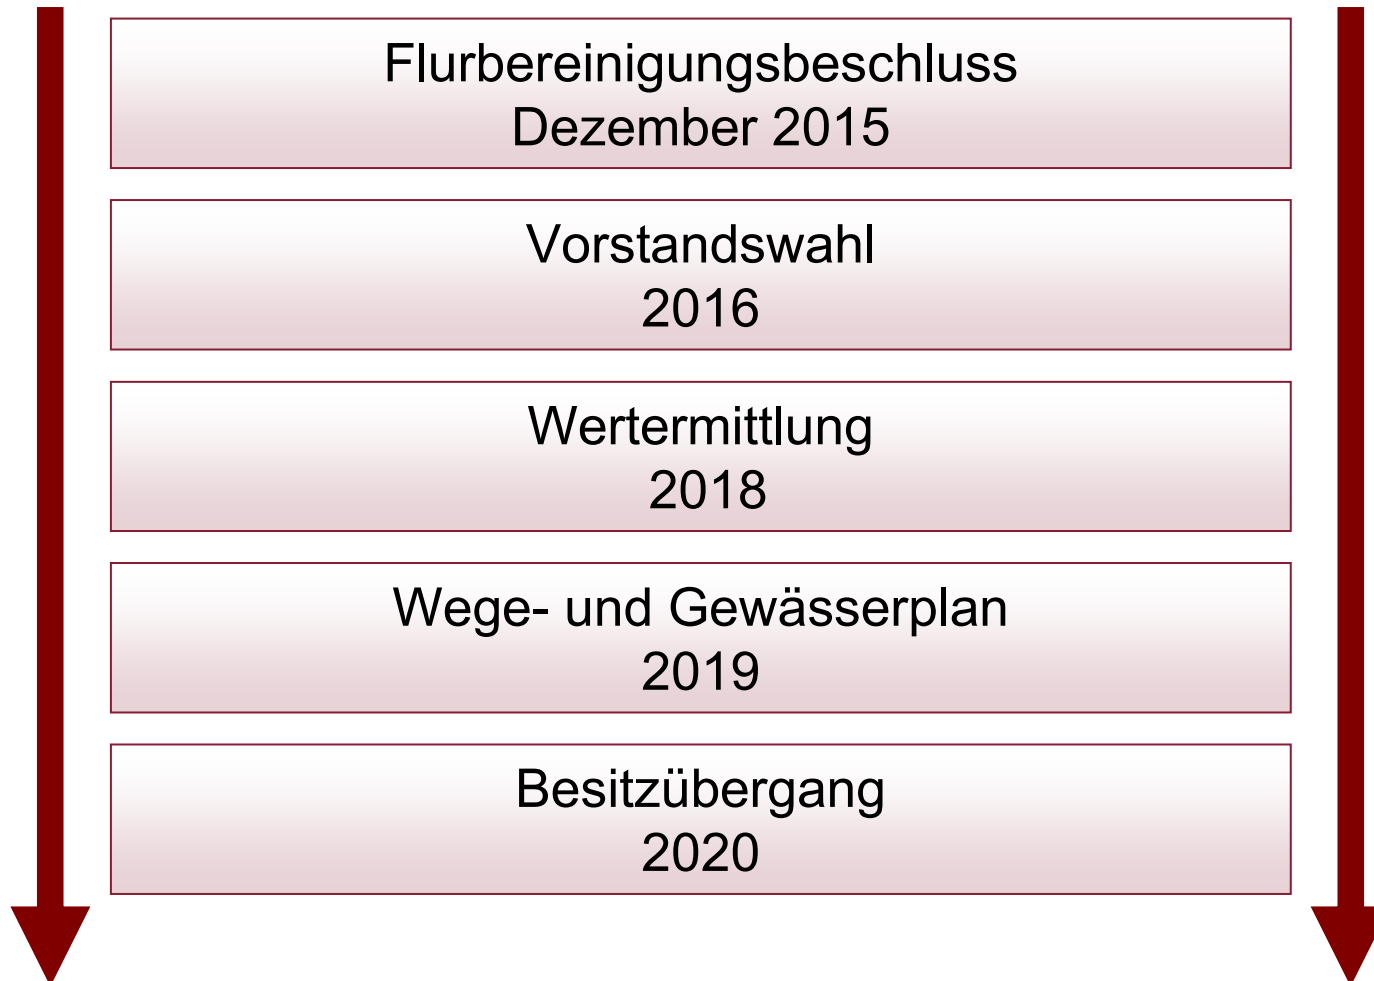 Flurbereinigungsbeschluss
Dezember 2015
Vorstandswahl
2016
Wertermittlung
2018
Wege- und Gewässerplan
2019
Besitzübergang
2020